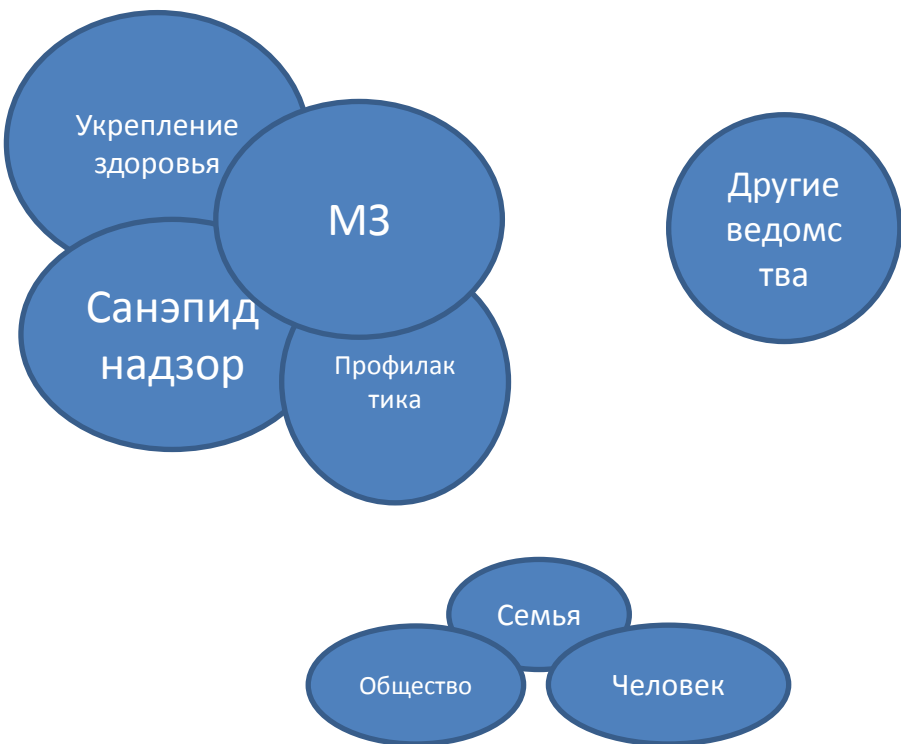 Укрепление
здоровья
МЗ
Другие
ведомс
тва
Санэпид
надзор
Профилак
тика
Семья
Общество
Человек